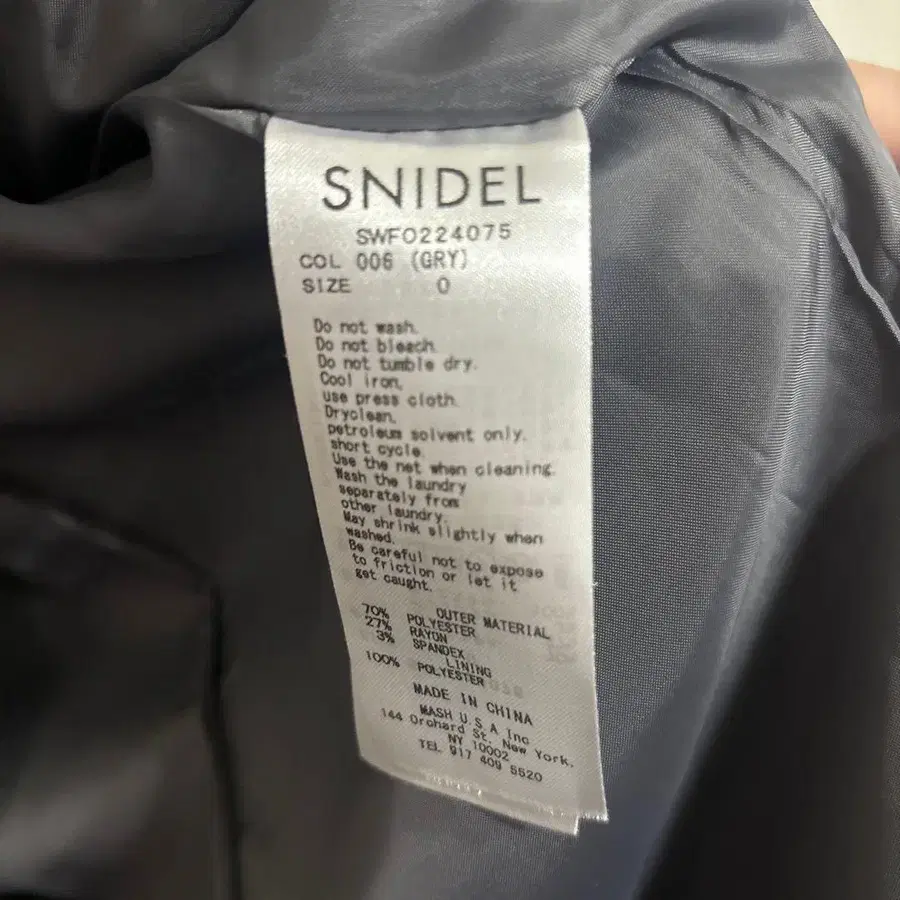 SNIDEL
SWFO224075
COL 006 (GRY)
SIZE 0
Do not wash.
Do not bleach.
Do not tumble dry.
Cool iron,
use press cloth.
Dryclean,
petroleum solvent only.
short cycle.
Use the net when cleaning.
Wash the laundry
separately from
other laundry.
May shrink slightly when
washed.
Be careful not to expose
to friction or let it
get caught.
OUTER MATERIAL
70% POLYESTER
27% RAYON
3% SPANDEX
LINING
100% POLYESTER
MADE IN CHINA
MASH U.S.A Inc
144 Orchard St. New York.
NY 10002
TEL 917 409 5520